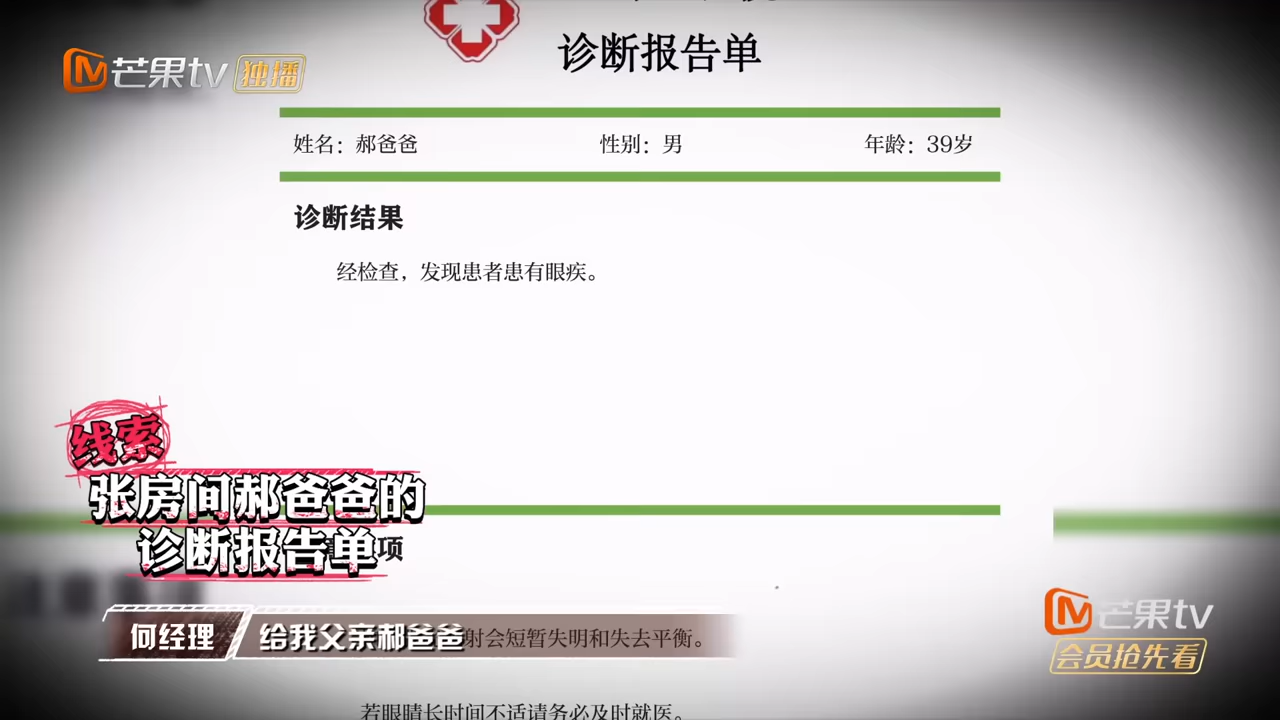 诊断报告单
芒果tv 独播
姓名：郝爸爸 性别：男 年龄：39岁
诊断结果
经检查，发现患者患有眼疾。
线索
张房间郝爸爸的
诊断报告单
项
何经理 给我父亲郝爸爸
射会短暂失明和失去平衡。
芒果tv
会员抢先看
若眼睛长时间不适请务必及时就医。